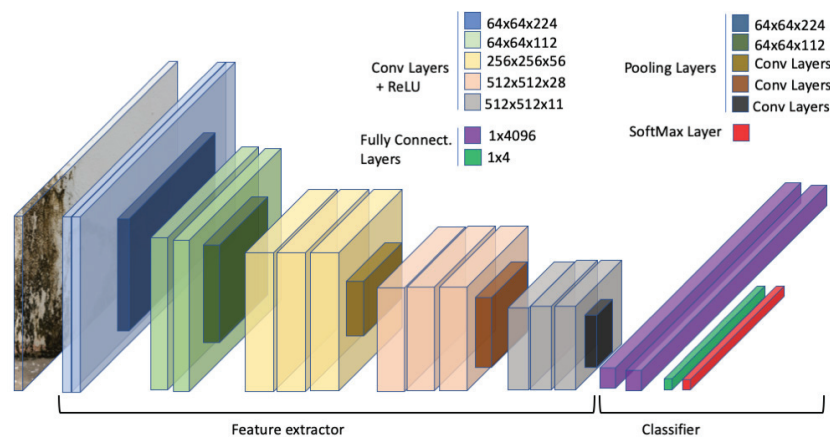 Conv Layers
+ ReLU
64x64x224
64x64x112
256x256x56
512x512x28
512x512x11
Fully Connect.
Layers
1x4096
1x4
Pooling Layers
64x64x224
64x64x112
Conv Layers
Conv Layers
Conv Layers
SoftMax Layer
Feature extractor
Classifier